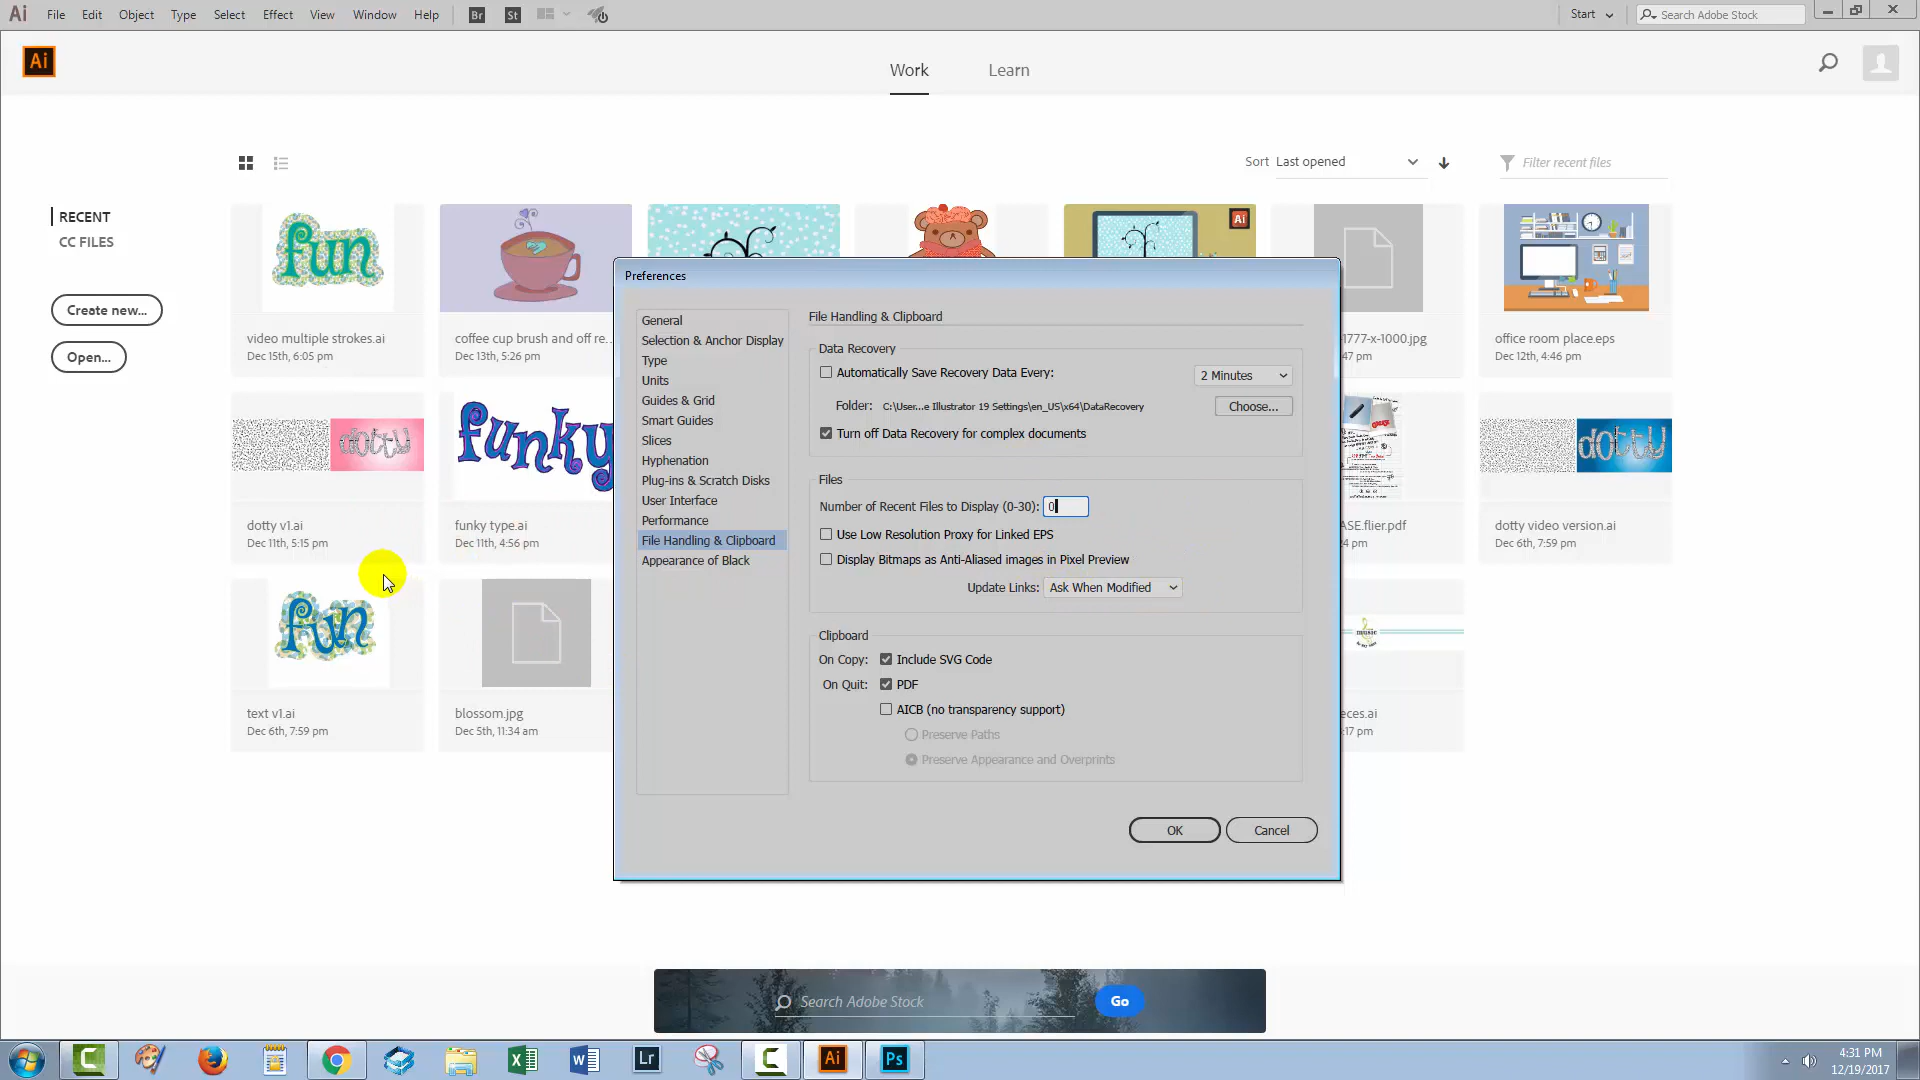 Ai File Edit Object Type Select Effect View Window Help Br St Start Search Adobe Stock
Ai Work Learn
Sort Last opened Filter recent files
RECENT
CC FILES
Create new...
Open...
fun
video multiple strokes.ai
Dec 15th, 6:05 pm
coffee cup brush and off re...
Dec 13th, 5:26 pm
Ai
1777-x-1000.jpg
47 pm
office room place.eps
Dec 12th, 4:46 pm
dotty
dotty v1.ai
Dec 11th, 5:15 pm
funky
funky type.ai
Dec 11th, 4:56 pm
ASE.flier.pdf
24 pm
dotty
dotty video version.ai
Dec 6th, 7:59 pm
fun
text v1.ai
Dec 6th, 7:59 pm
blossom.jpg
Dec 5th, 11:34 am
music
eces.ai
:17 pm
Preferences
General
Selection & Anchor Display
Type
Units
Guides & Grid
Smart Guides
Slices
Hyphenation
Plug-ins & Scratch Disks
User Interface
Performance
File Handling & Clipboard
Appearance of Black
File Handling & Clipboard
Data Recovery
Automatically Save Recovery Data Every: 2 Minutes
Folder: C:\User...e Illustrator 19 Settings\en_US\x64\DataRecovery Choose...
Turn off Data Recovery for complex documents
Files
Number of Recent Files to Display (0-30): 0
Use Low Resolution Proxy for Linked EPS
Display Bitmaps as Anti-Aliased images in Pixel Preview
Update Links: Ask When Modified
Clipboard
On Copy: Include SVG Code
On Quit: PDF
AICB (no transparency support)
Preserve Paths
Preserve Appearance and Overprints
OK Cancel
Search Adobe Stock Go
Lr Ai Ps
4:31 PM
12/19/2017